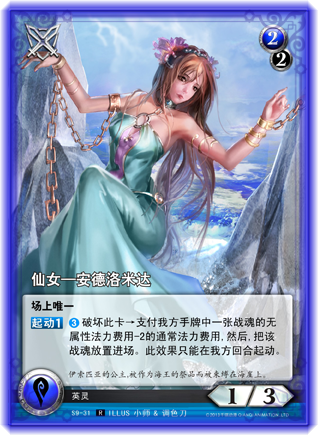 2
2
仙女—安德洛米达
场上唯一
起动1 3 破坏此卡→支付我方手牌中一张战魂的无
属性法力费用-2的通常法力费用,然后,把该
战魂放置进场。此效果只能在我方回合起动。
伊索匹亚的公主,被作为海王的祭品而被缚在海崖上。
英灵
1/3
S9-31 R ILLUS 小师 & 调色刀